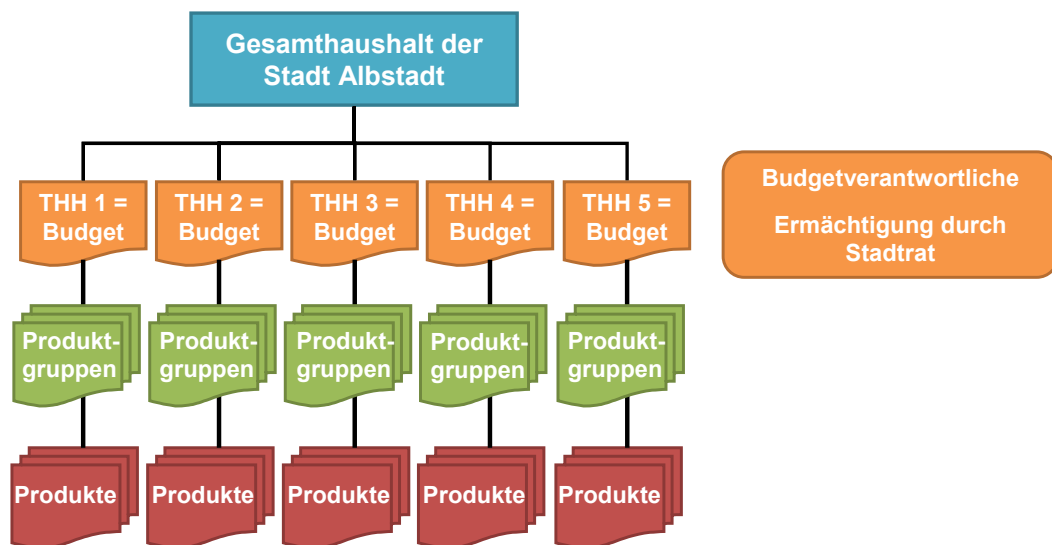 Gesamthaushalt der
Stadt Albstadt
THH 1 =
Budget
THH 2 =
Budget
THH 3 =
Budget
THH 4 =
Budget
THH 5 =
Budget
Budgetverantwortliche
Ermächtigung durch
Stadtrat
Produkt-
gruppen
Produkt-
gruppen
Produkt-
gruppen
Produkt-
gruppen
Produkt-
gruppen
Produkte
Produkte
Produkte
Produkte
Produkte